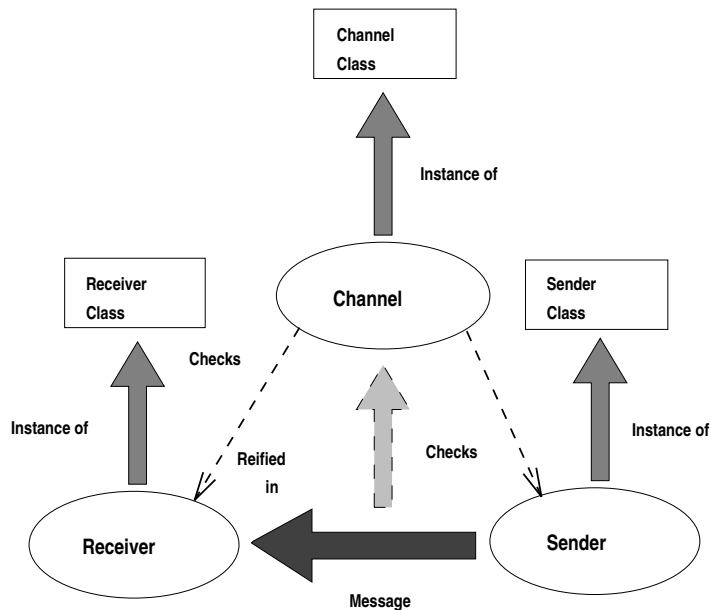 Channel
Class
Instance of
Receiver
Class
Channel
Sender
Class
Checks
Instance of
Instance of
Reified
in
Checks
Receiver
Sender
Message